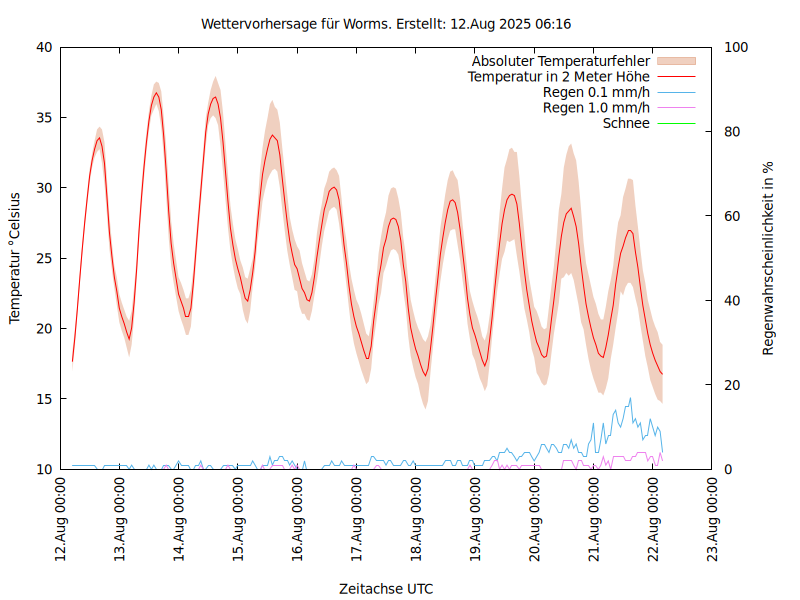 Wettervorhersage für Worms. Erstellt: 12.Aug 2025 06:16
Absoluter Temperaturfehler
Temperatur in 2 Meter Höhe
Regen 0.1 mm/h
Regen 1.0 mm/h
Schnee
40
35
30
25
20
15
10
100
80
60
40
20
0
Temperatur °Celsius
Regenwahrscheinlichkeit in %
12.Aug 00:00
13.Aug 00:00
14.Aug 00:00
15.Aug 00:00
16.Aug 00:00
17.Aug 00:00
18.Aug 00:00
19.Aug 00:00
20.Aug 00:00
21.Aug 00:00
22.Aug 00:00
23.Aug 00:00
Zeitachse UTC